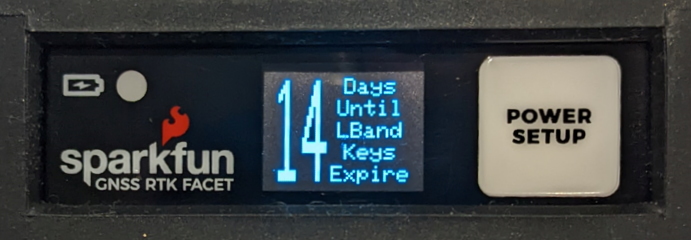 sparkfun
GNSS RTK FACET
14
Days
Until
LBand
Keys
Expire
POWER
SETUP